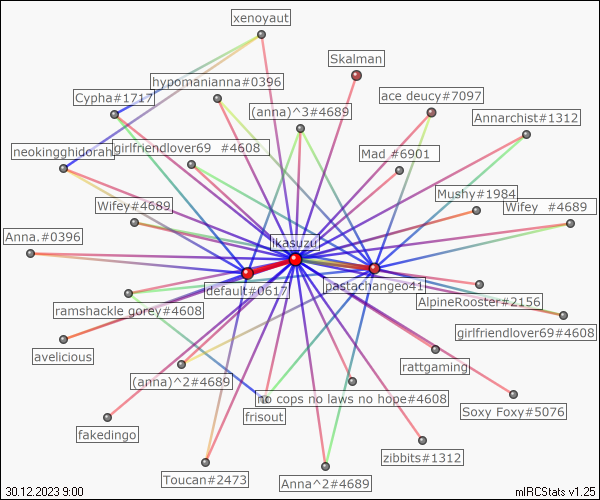 xenoyaut
Skalman
hypomanianna#0396
Cypha#1717
ace deucy#7097
(anna)^3#4689
Annarchist#1312
neokingghidorah
girlfriendlover69 #4608
Mad #6901
Mushy#1984
Wifey#4689
Wifey #4689
Anna.#0396
likasuzu
default#0617
pastachangeo41
AlpineRooster#2156
ramshackle gorey#4608
girlfriendlover69#4608
avelicious
rattgaming
(anna)^2#4689
no cops no laws no hope#4608
Soxy Foxy#5076
frisout
fakedingo
zibbits#1312
Toucan#2473
Anna^2#4689
30.12.2023 9:00
mIRCStats v1.25